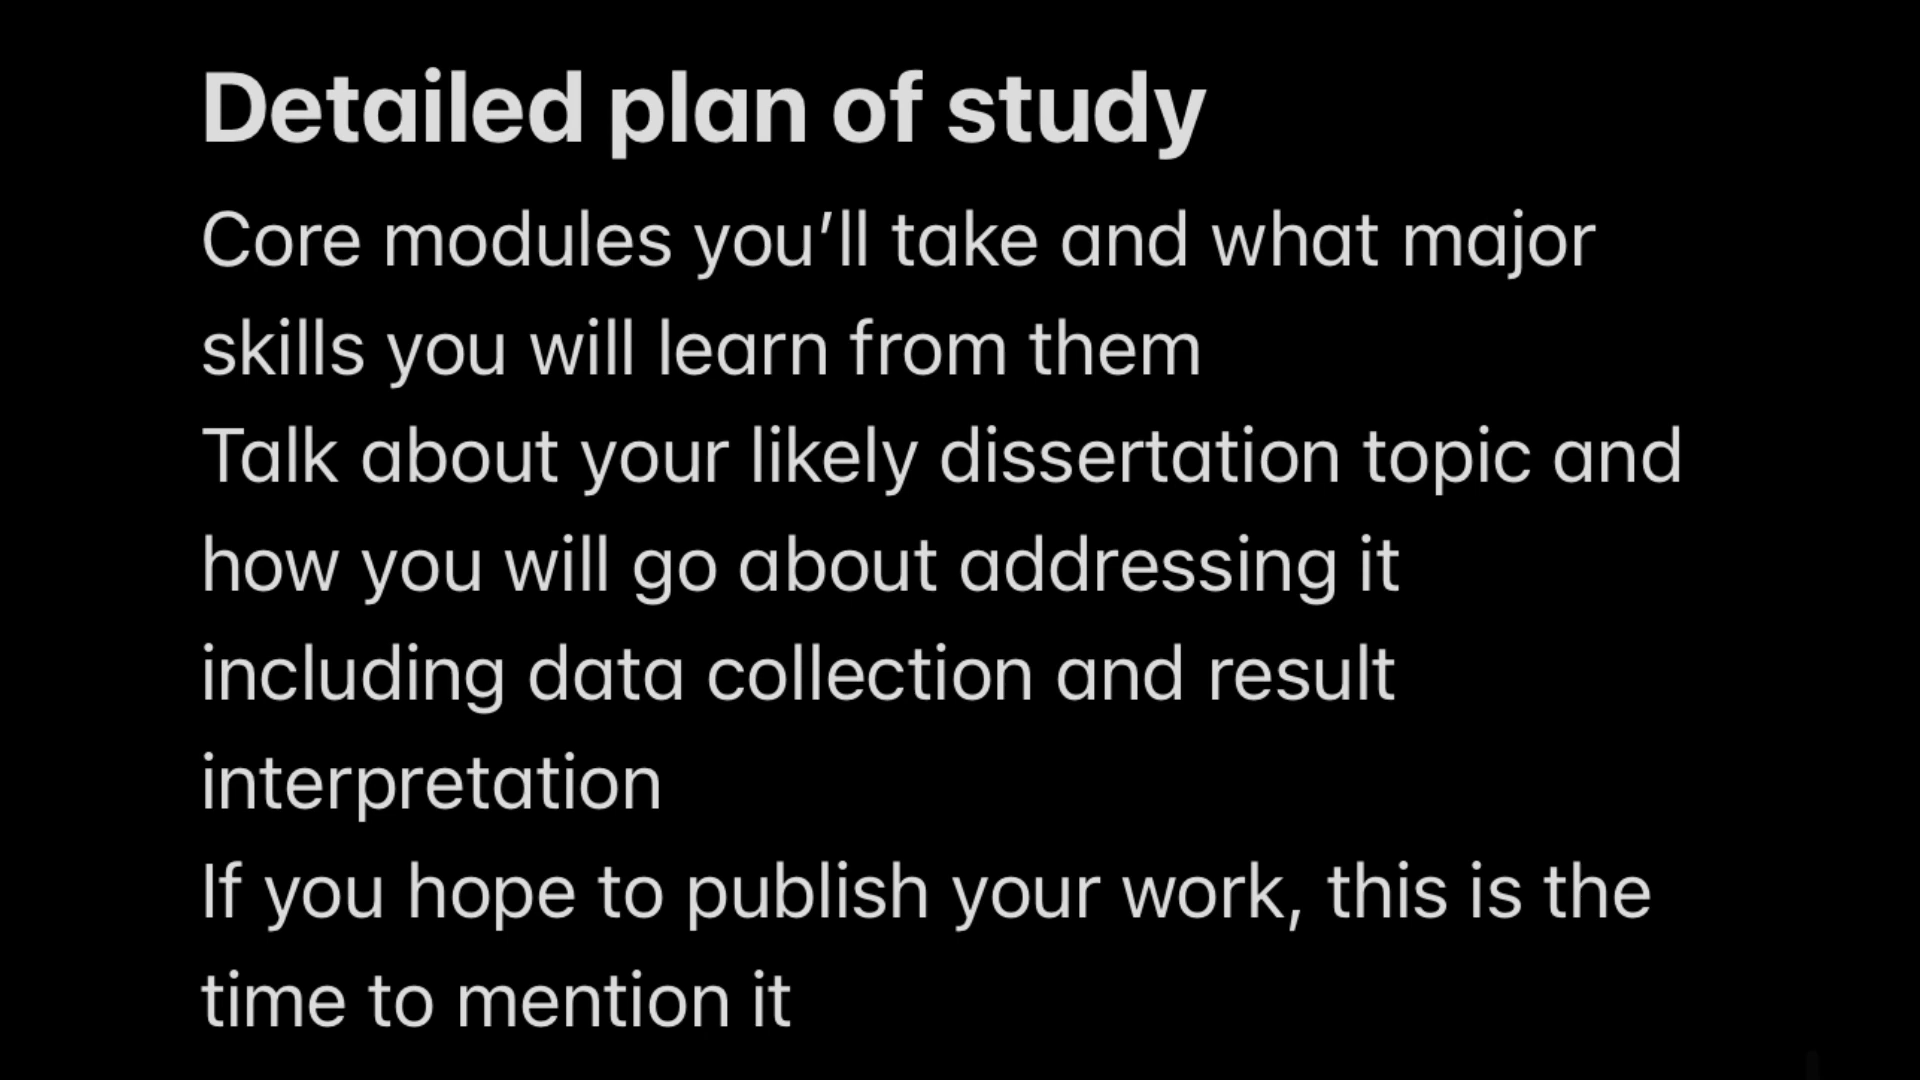 Detailed plan of study
Core modules you’ll take and what major
skills you will learn from them
Talk about your likely dissertation topic and
how you will go about addressing it
including data collection and result
interpretation
If you hope to publish your work, this is the
time to mention it